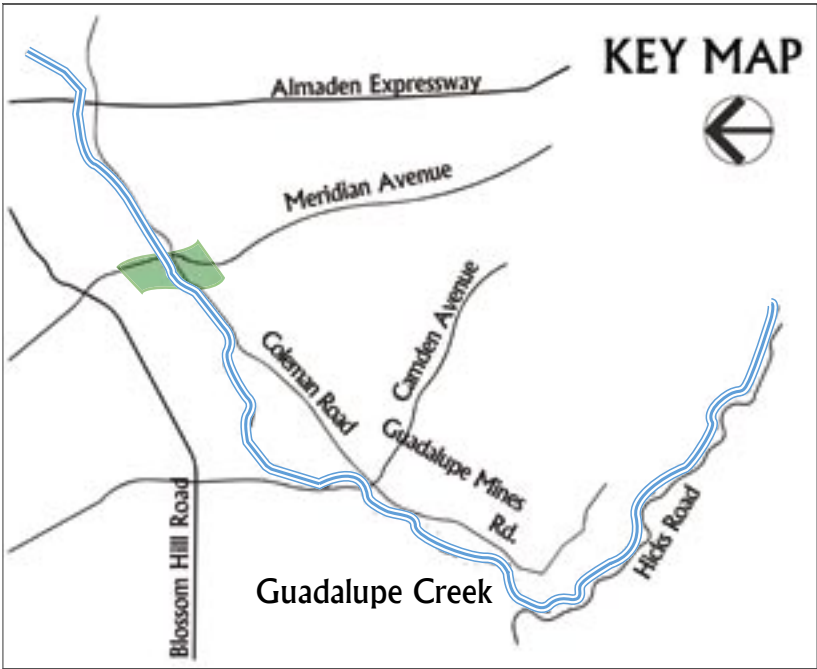 KEY MAP
Almaden Expressway
Meridian Avenue
Camden Avenue
Coleman Road
Guadalupe Mines
Rd.
Hicks Road
Blossom Hill Road
Guadalupe Creek